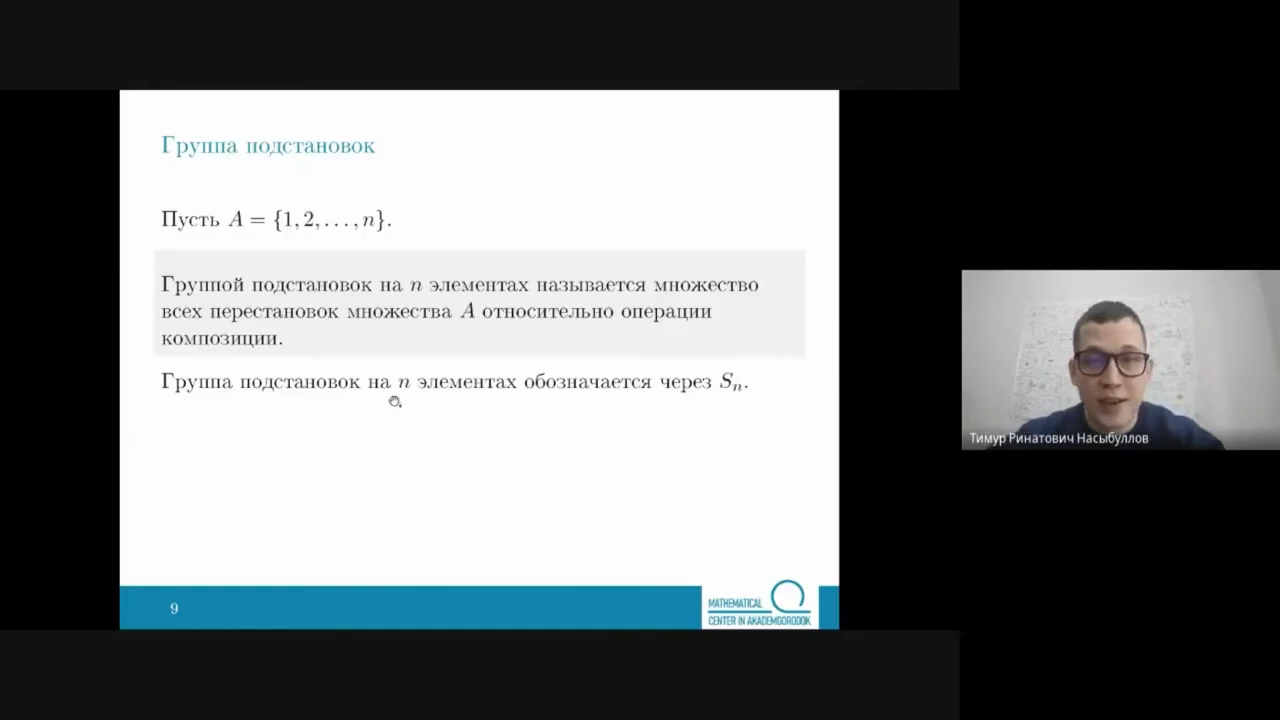 Группа подстановок
Пусть A = {1, 2, . . . , n}.
Группой подстановок на n элементах называется множество
всех перестановок множества A относительно операции
композиции.
Группа подстановок на n элементах обозначается через Sₙ.
9
MATHEMATICAL
CENTER IN AKADEMGORODOK
Тимур Ринатович Насыбуллов